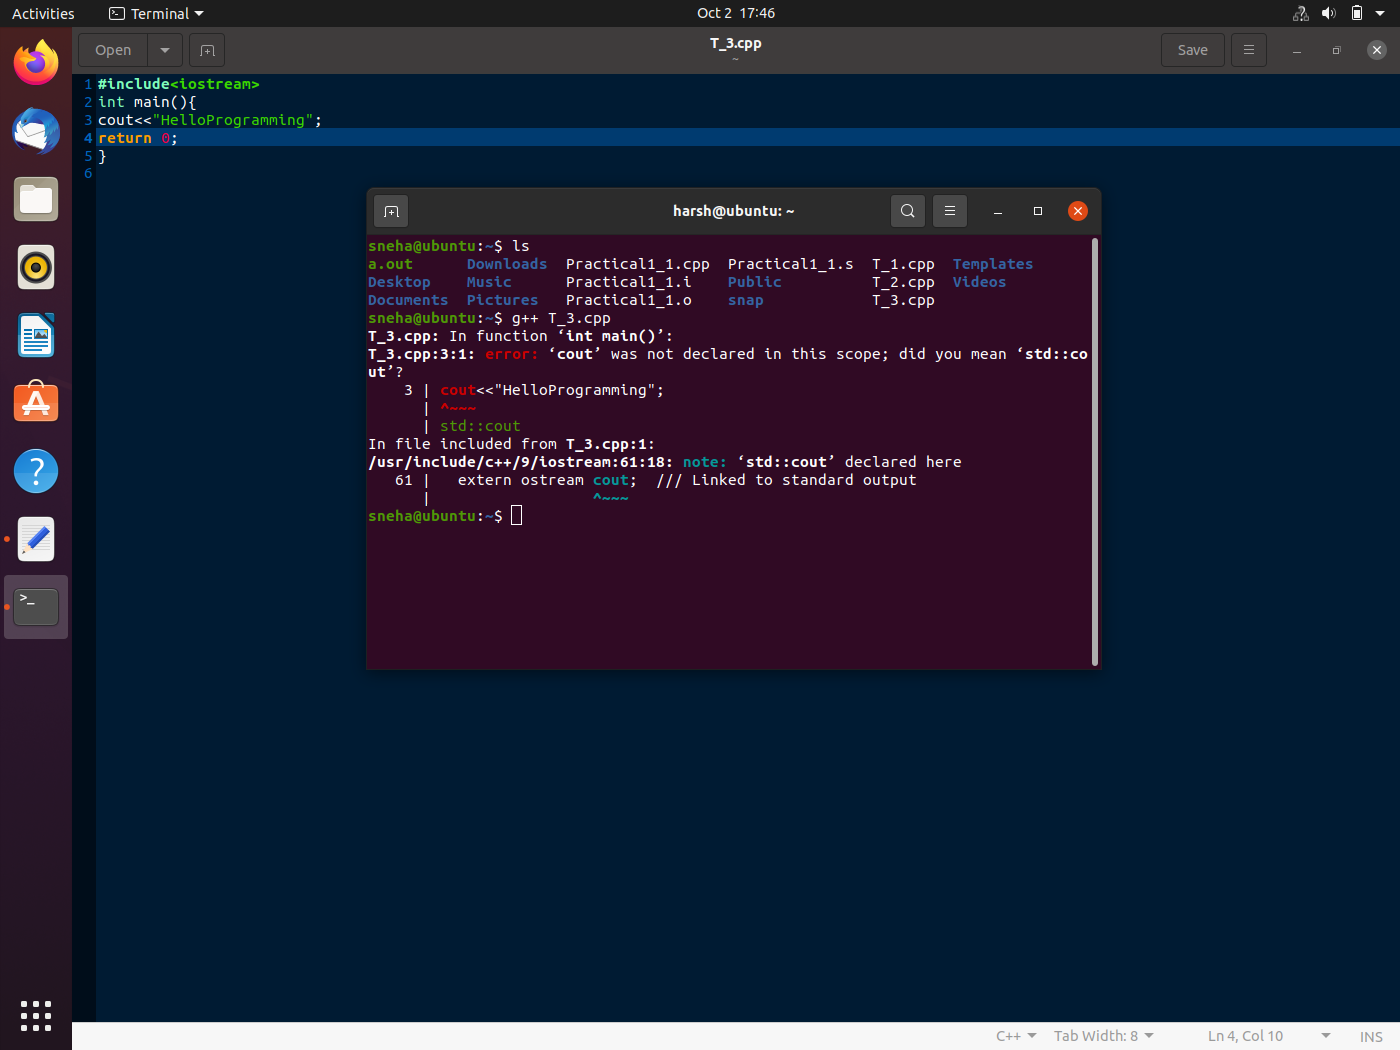 Activities Terminal Oct 2 17:46
Open T_3.cpp Save
~
1 #include<iostream>
2 int main(){
3 cout<<"HelloProgramming";
4 return 0;
5 }
6
harsh@ubuntu: ~
sneha@ubuntu:~$ ls
a.out Downloads Practical1_1.cpp Practical1_1.s T_1.cpp Templates
Desktop Music Practical1_1.i Public T_2.cpp Videos
Documents Pictures Practical1_1.o snap T_3.cpp
sneha@ubuntu:~$ g++ T_3.cpp
T_3.cpp: In function ‘int main()’:
T_3.cpp:3:1: error: ‘cout’ was not declared in this scope; did you mean ‘std::co
ut’?
3 | cout<<"HelloProgramming";
| ^~~~
| std::cout
In file included from T_3.cpp:1:
/usr/include/c++/9/iostream:61:18: note: ‘std::cout’ declared here
61 | extern ostream cout; /// Linked to standard output
| ^~~~
sneha@ubuntu:~$
C++ Tab Width: 8 Ln 4, Col 10 INS